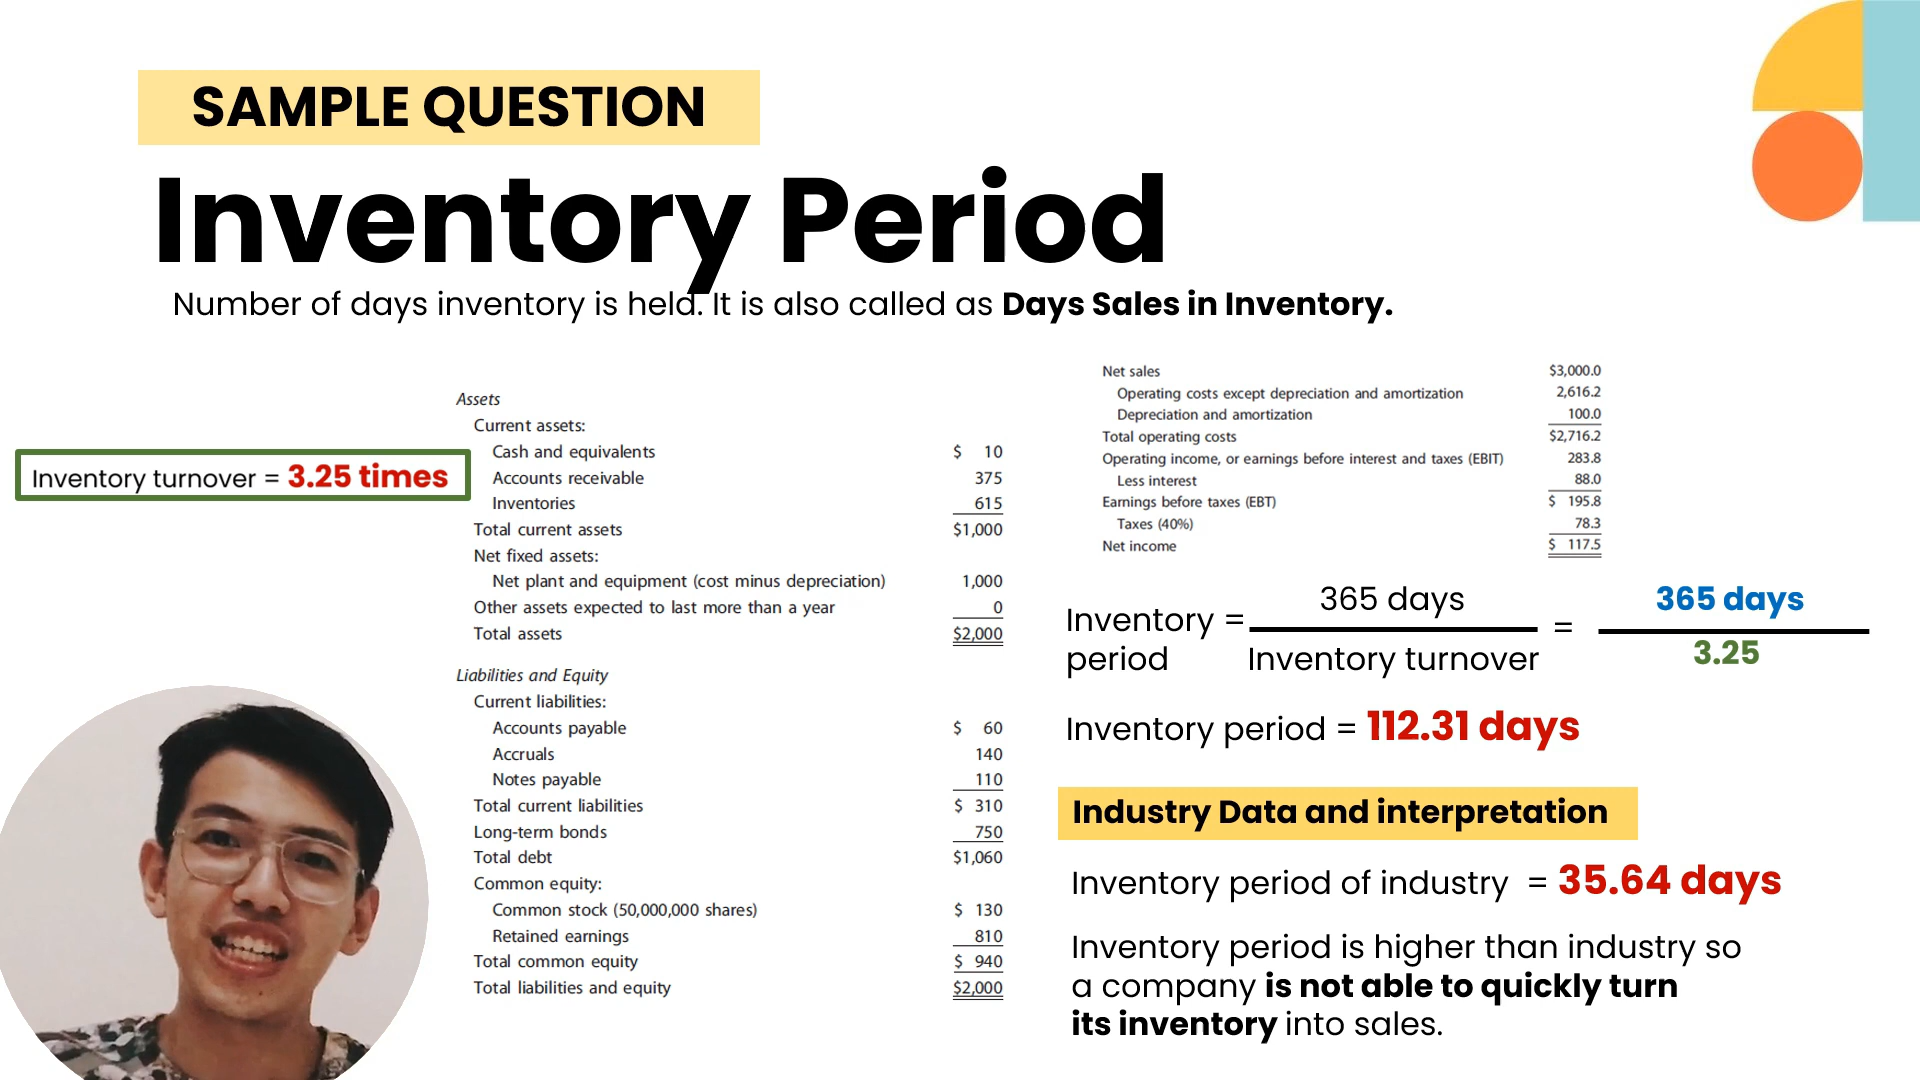 SAMPLE QUESTION
Inventory Period
Number of days inventory is held. It is also called as Days Sales in Inventory.
Inventory turnover = 3.25 times
Assets
Current assets:
Cash and equivalents $ 10
Accounts receivable 375
Inventories 615
Total current assets $1,000
Net fixed assets:
Net plant and equipment (cost minus depreciation) 1,000
Other assets expected to last more than a year 0
Total assets $2,000
Liabilities and Equity
Current liabilities:
Accounts payable $ 60
Accruals 140
Notes payable 110
Total current liabilities $ 310
Long-term bonds 750
Total debt $1,060
Common equity:
Common stock (50,000,000 shares) $ 130
Retained earnings 810
Total common equity $ 940
Total liabilities and equity $2,000
Net sales $3,000.0
Operating costs except depreciation and amortization 2,616.2
Depreciation and amortization 100.0
Total operating costs $2,716.2
Operating income, or earnings before interest and taxes (EBIT) 283.8
Less interest 88.0
Earnings before taxes (EBT) $ 195.8
Taxes (40%) 78.3
Net income $ 117.5
365 days 365 days
Inventory = =
period Inventory turnover 3.25
Inventory period = 112.31 days
Industry Data and interpretation
Inventory period of industry = 35.64 days
Inventory period is higher than industry so
a company is not able to quickly turn
its inventory into sales.